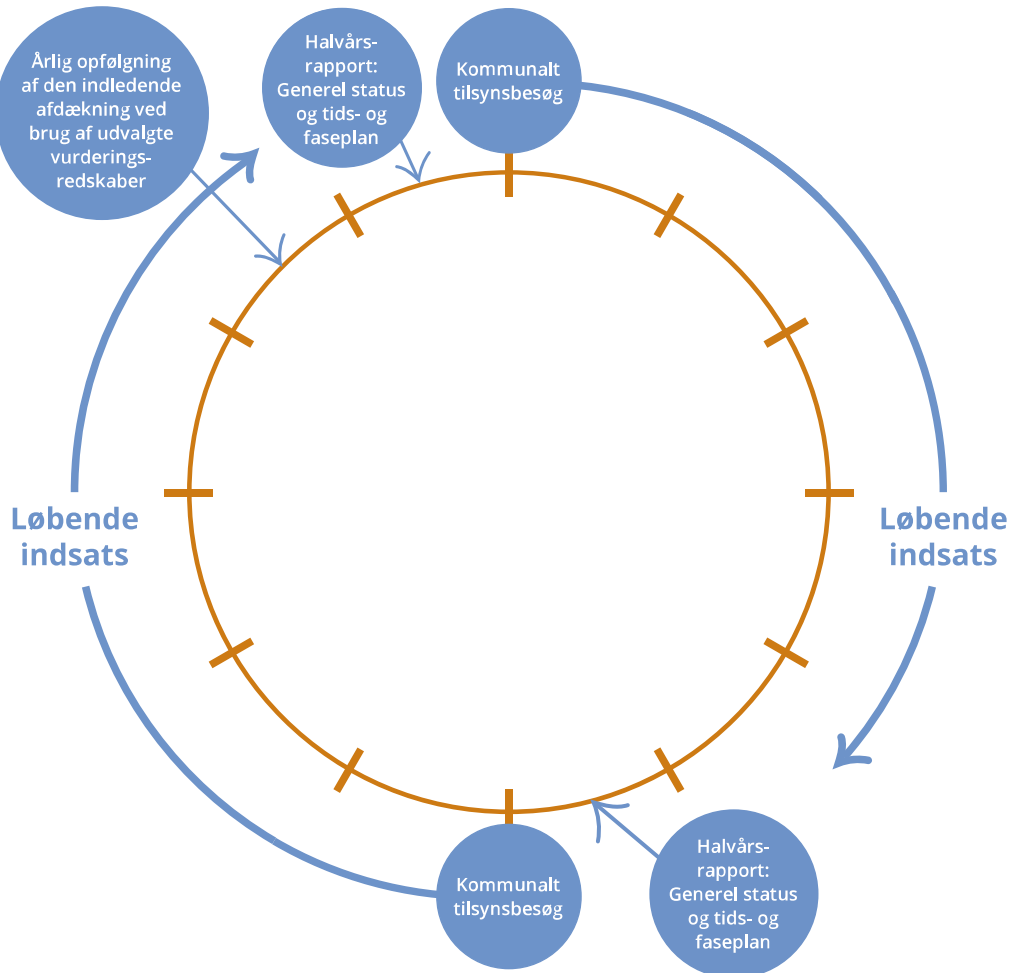 Årlig opfølgning
af den indledende
afdækning ved
brug af udvalgte
vurderings-
redskaber
Halvårs-
rapport:
Generel status
og tids- og
faseplan
Kommunalt
tilsynsbesøg
Løbende
indsats
Løbende
indsats
Kommunalt
tilsynsbesøg
Halvårs-
rapport:
Generel status
og tids- og
faseplan